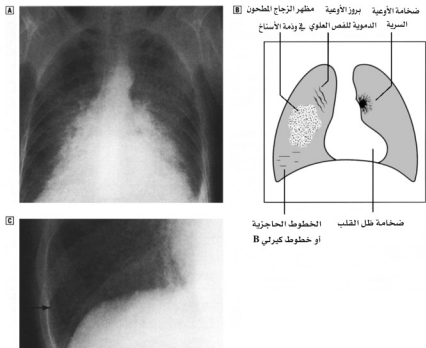 A
B
ضخامة الأوعية بروز الأوعية مظهر الزجاج المطحون
السرية الدموية للفص العلوي في وذمة الأسناخ
الخطوط الحاجزية ضخامة ظل القلب
أو خطوط كيرلي B
C